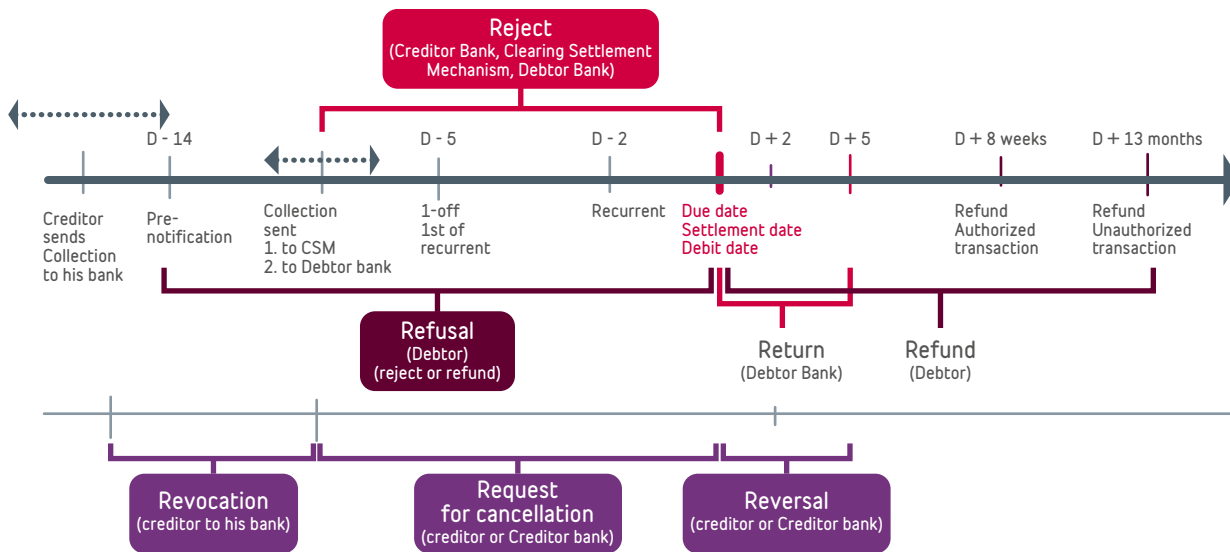 Reject
(Creditor Bank, Clearing Settlement
Mechanism, Debtor Bank)
D - 14
D - 5
D - 2
D + 2
D + 5
D + 8 weeks
D + 13 months
Creditor
sends
Collection
to his bank
Pre-
notification
Collection
sent
1. to CSM
2. to Debtor bank
1-off
1st of
recurrent
Recurrent
Due date
Settlement date
Debit date
Refund
Authorized
transaction
Refund
Unauthorized
transaction
Refusal
(Debtor)
(reject or refund)
Return
(Debtor Bank)
Refund
(Debtor)
Revocation
(creditor to his bank)
Request
for cancellation
(creditor or Creditor bank)
Reversal
(creditor or Creditor bank)